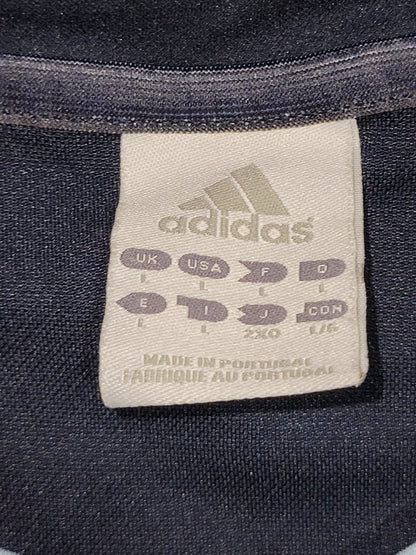 adidas
UK USA F D
L L L L
E I J CDN
L L 2XO L/G
MADE IN PORTUGAL
FABRIQUE AU PORTUGAL